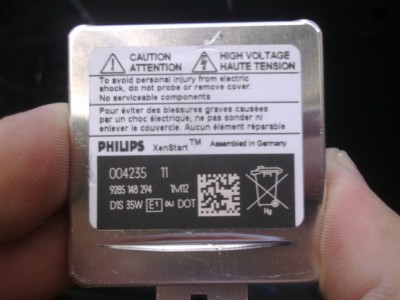 CAUTION
ATTENTION
HIGH VOLTAGE
HAUTE TENSION
To avoid personal injury from electric
shock, do not probe or remove cover.
No serviceable components
Pour éviter des blessures graves causées
par un choc électrique, ne pas sonder ni
enlever le couvercle. Aucun élément réparable
PHILIPS XenStart™ Assembled in Germany
004235 11
9285 148 294 1M12
D1S 35W E1 DOT
Hg